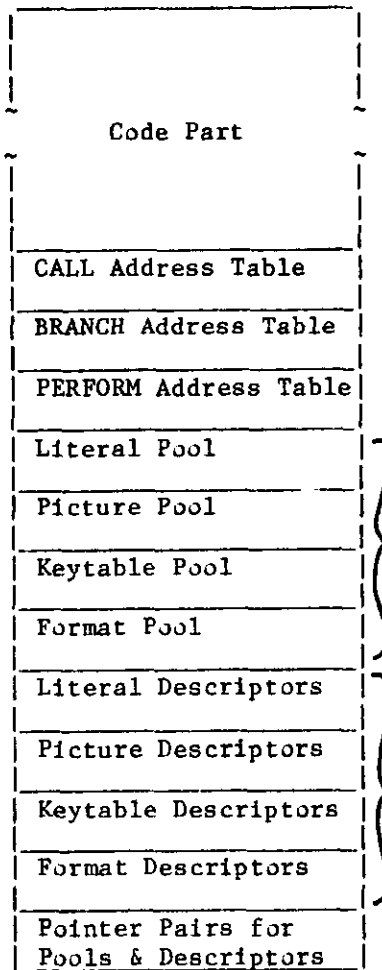 Code Part
CALL Address Table
BRANCH Address Table
PERFORM Address Table
Literal Pool
Picture Pool
Keytable Pool
Format Pool
Literal Descriptors
Picture Descriptors
Keytable Descriptors
Format Descriptors
Pointer Pairs for
Pools & Descriptors